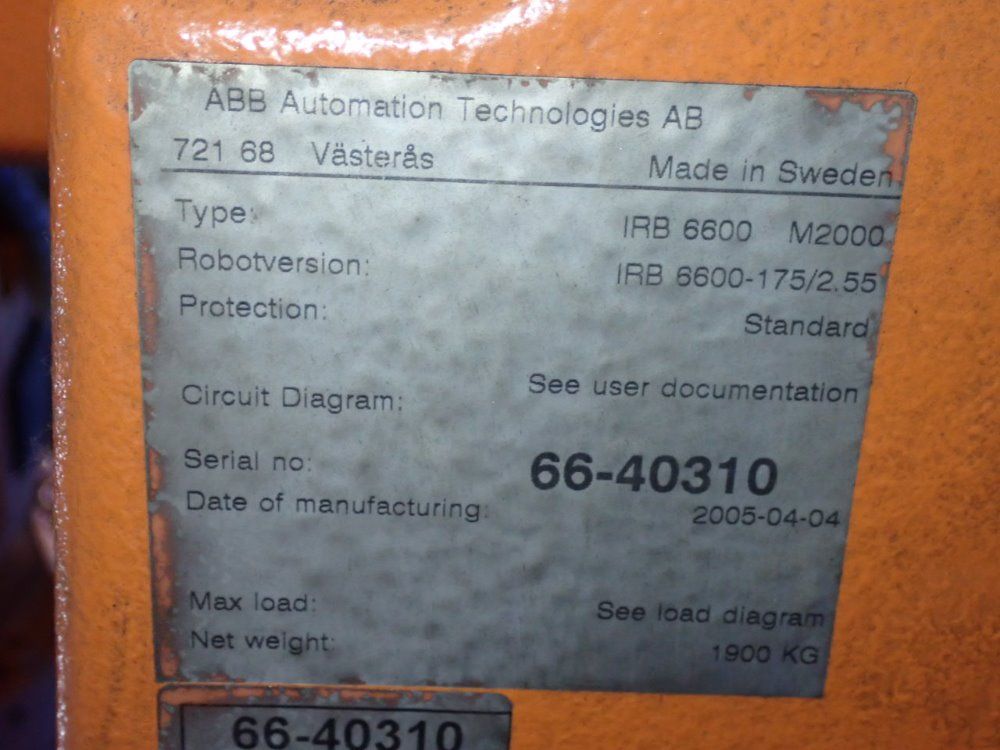 ABB Automation Technologies AB
721 68 Västerås Made in Sweden
Type: IRB 6600 M2000
Robotversion: IRB 6600-175/2.55
Protection: Standard
Circuit Diagram: See user documentation
Serial no: 66-40310
Date of manufacturing: 2005-04-04
Max load: See load diagram
Net weight: 1900 KG
66-40310